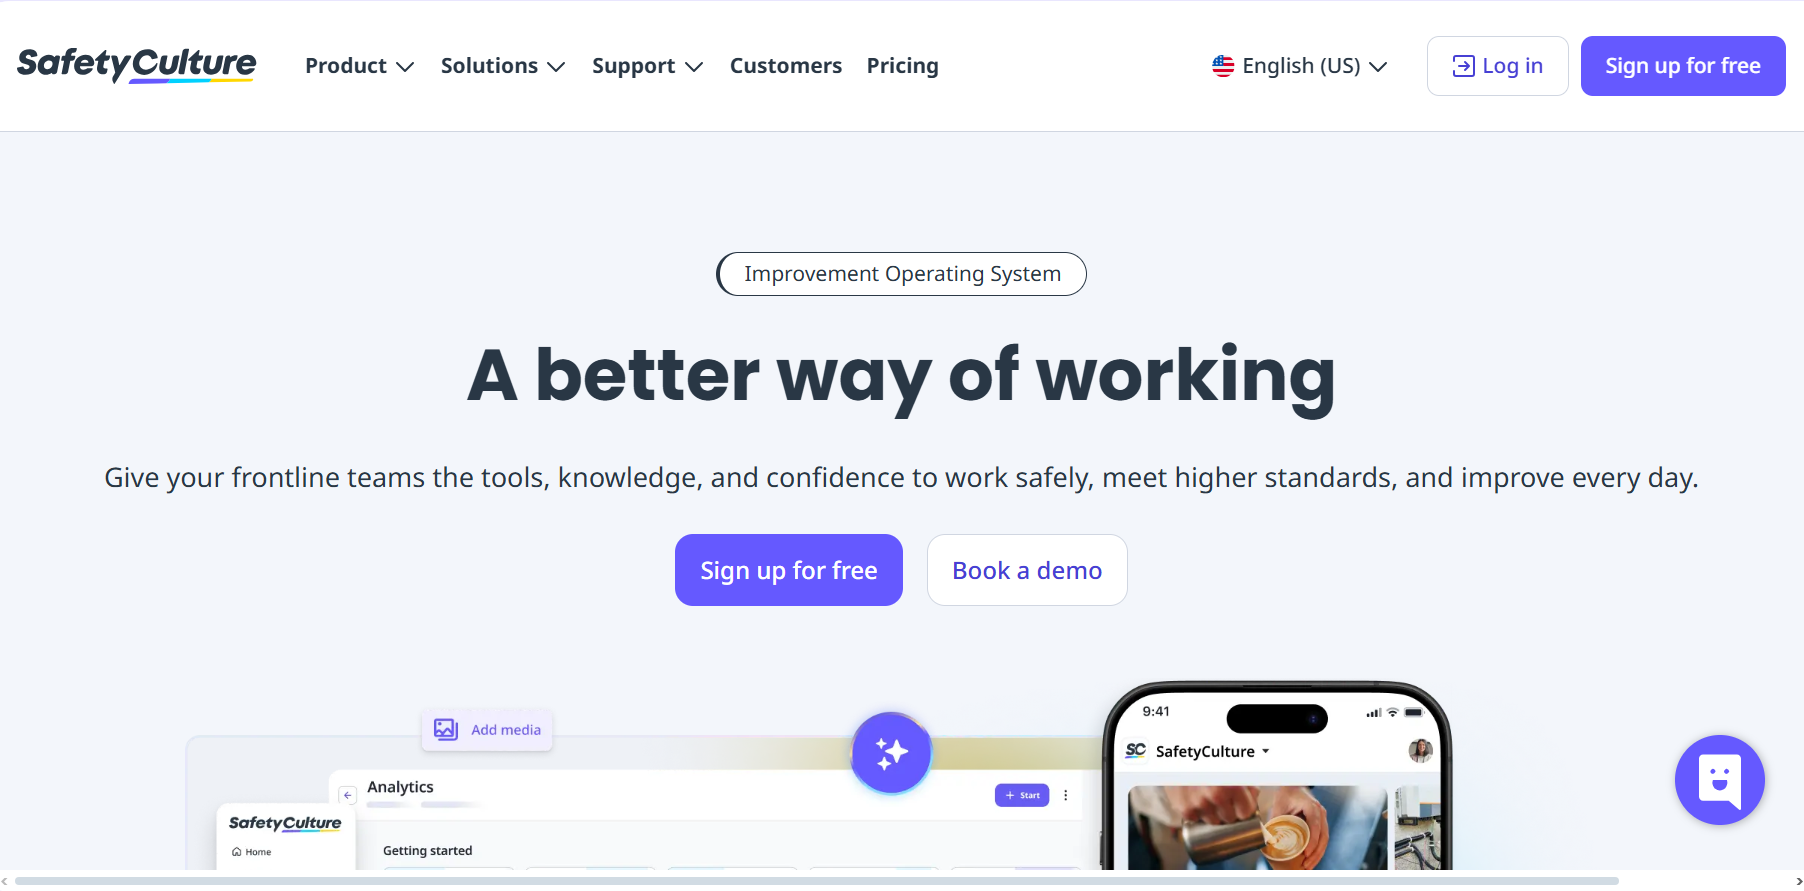 SafetyCulture
Product
Solutions
Support
Customers
Pricing
English (US)
Log in
Sign up for free
Improvement Operating System
A better way of working
Give your frontline teams the tools, knowledge, and confidence to work safely, meet higher standards, and improve every day.
Sign up for free
Book a demo
Add media
Analytics
+ Start
SafetyCulture
Home
Getting started
9:41
SC SafetyCulture